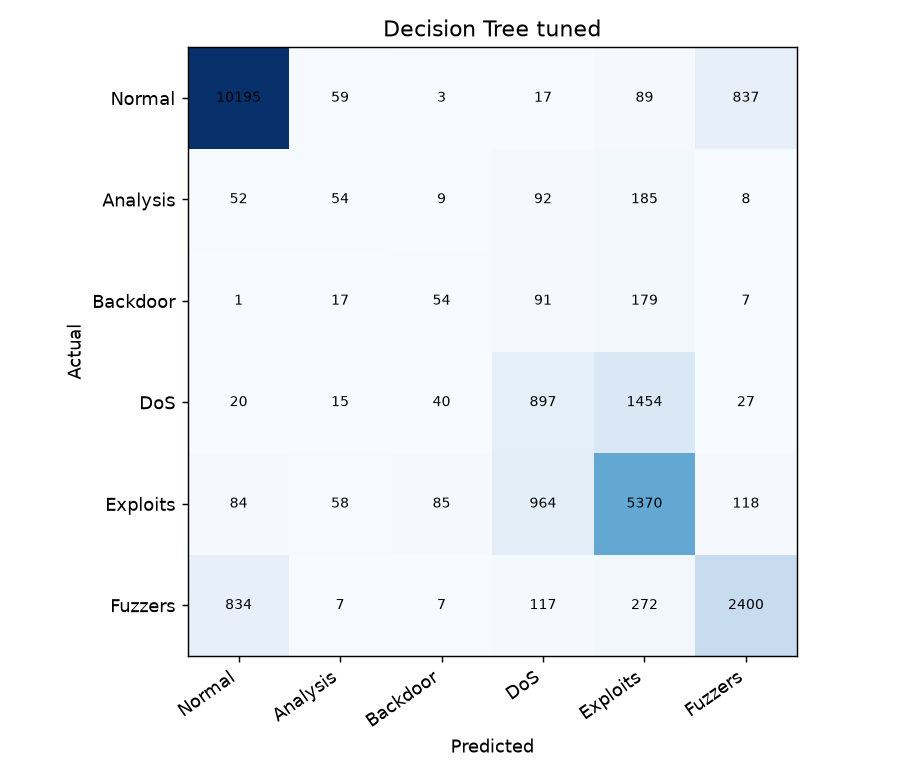 Decision Tree tuned
Normal 10195 59 3 17 89 837
Analysis 52 54 9 92 185 8
Backdoor 1 17 54 91 179 7
DoS 20 15 40 897 1454 27
Exploits 84 58 85 964 5370 118
Fuzzers 834 7 7 117 272 2400
Actual
Normal Analysis Backdoor DoS Exploits Fuzzers
Predicted